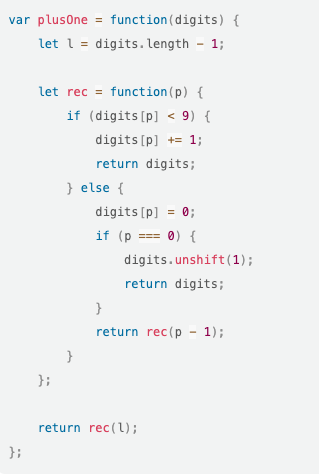 var plusOne = function(digits) {
    let l = digits.length - 1;

    let rec = function(p) {
        if (digits[p] < 9) {
            digits[p] += 1;
            return digits;
        } else {
            digits[p] = 0;
            if (p === 0) {
                digits.unshift(1);
                return digits;
            }
            return rec(p - 1);
        }
    };

    return rec(l);
};